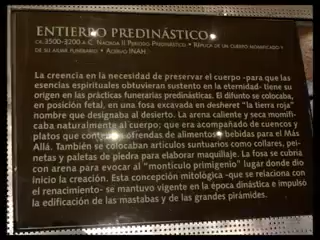 ENTIERRO PREDINÁSTICO
CA 3500-3200 A.C. NAQADA II PERIODO PREDINÁSTICO • RÉPLICA DE UN CUERPO MOMIFICADO Y
DE SU AJUAR FUNERARIO • ACERVO INAH
La creencia en la necesidad de preservar el cuerpo -para que las
esencias espirituales obtuvieran sustento en la eternidad- tiene su
origen en las prácticas funerarias predinásticas. El difunto se colocaba,
en posición fetal, en una fosa excavada en desheret "la tierra roja"
nombre que designaba al desierto. La arena caliente y seca momifi-
caba naturalmente al cuerpo; que era acompañado de cuencos y
platos que contenían ofrendas de alimentos y bebidas para el Más
Allá. También se colocaban artículos suntuarios como collares, pei-
netas y paletas de piedra para elaborar maquillaje. La fosa se cubría
con arena para evocar al "montículo primigenio" lugar donde dio
inicio la creación. Esta concepción mitológica -que se relaciona con
el renacimiento- se mantuvo vigente en la época dinástica e impulsó
la edificación de las mastabas y de las grandes pirámides.